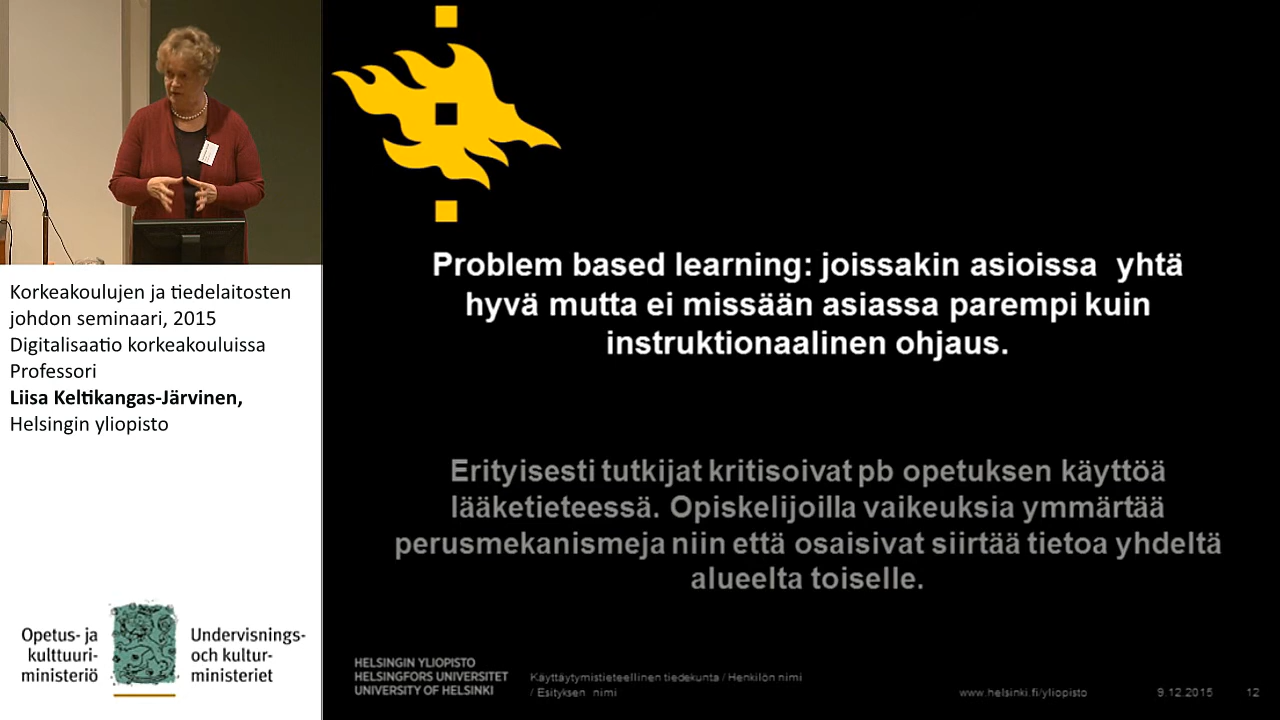 Korkeakoulujen ja tiedelaitosten
johdon seminaari, 2015
Digitalisaatio korkeakouluissa
Professori
Liisa Keltikangas-Järvinen,
Helsingin yliopisto
Opetus- ja
kulttuuri-
ministeriö
Undervisnings-
och kultur-
ministeriet
Problem based learning: joissakin asioissa yhtä
hyvä mutta ei missään asiassa parempi kuin
instruktionaalinen ohjaus.
Erityisesti tutkijat kritisoivat pb opetuksen käyttöä
lääketieteessä. Opiskelijoilla vaikeuksia ymmärtää
perusmekanismeja niin että osaisivat siirtää tietoa yhdeltä
alueelta toiselle.
HELSINGIN YLIOPISTO
HELSINGFORS UNIVERSITET
UNIVERSITY OF HELSINKI
Käyttäytymistieteellinen tiedekunta / Henkilön nimi
/ Esityksen nimi
www.helsinki.fi/yliopisto
9.12.2015
12